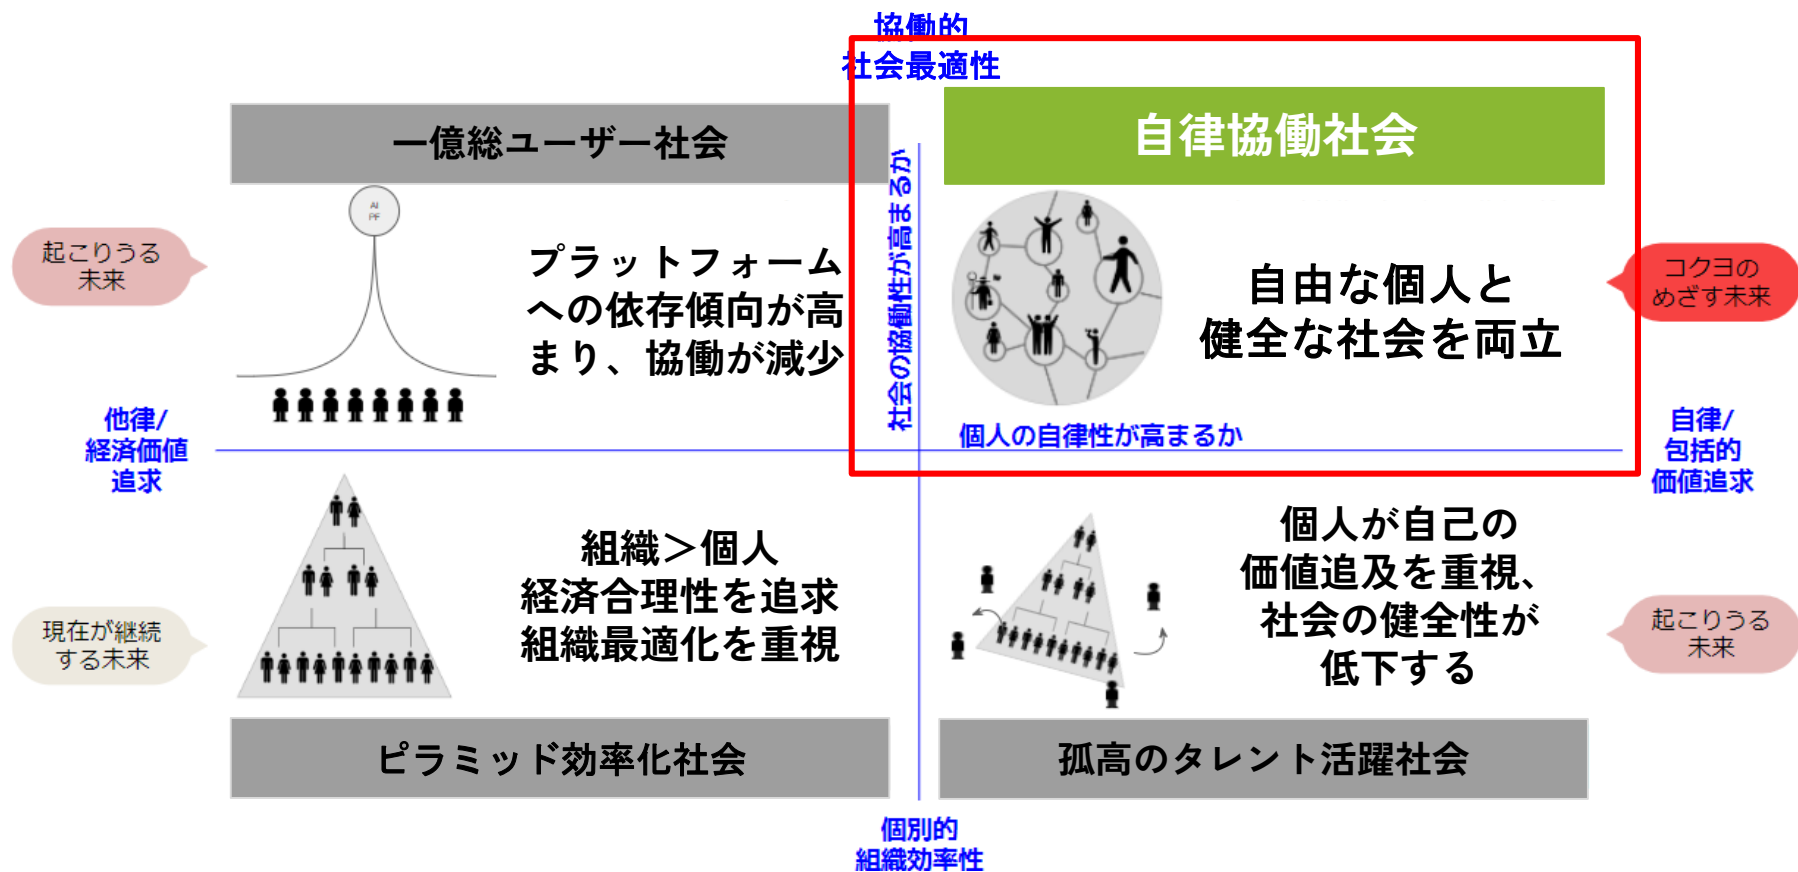 協働的
社会最適性
一億総ユーザー社会
自律協働社会
社会の協働性が高まるか
AI
PF
起こりうる
未来
プラットフォーム
への依存傾向が高
まり、協働が減少
自由な個人と
健全な社会を両立
コクヨの
めざす未来
他律/
経済価値
追求
個人の自律性が高まるか
自律/
包括的
価値追求
組織＞個人
経済合理性を追求
組織最適化を重視
個人が自己の
価値追及を重視、
社会の健全性が
低下する
現在が継続
する未来
起こりうる
未来
ピラミッド効率化社会
孤高のタレント活躍社会
個別的
組織効率性